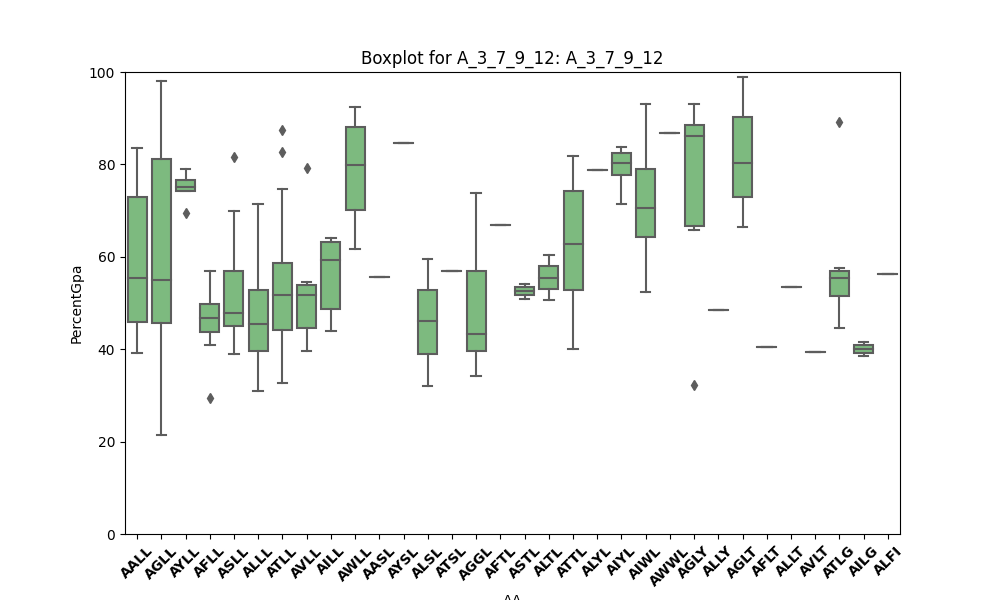 Boxplot for A_3_7_9_12: A_3_7_9_12
PercentGpa
100
80
60
40
20
0
AALL AGLL AYLL AFLL ASLL ALLL ATLL AVLL AILL AWLL AASL AYSL ALSL ATSL AGGL AFTL ASTL ALTL ATTL ALYL AIYL AIWL AWWL AGLY ALLY AGLT AFLT ALLT AVLT ATLG AILG ALFI
AA